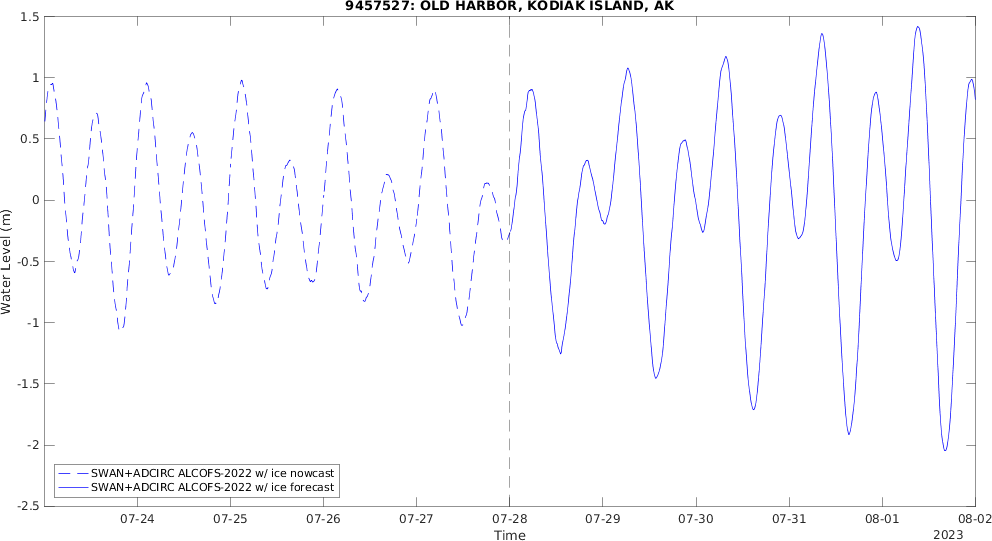 9457527: OLD HARBOR, KODIAK ISLAND, AK
1.5
1
0.5
0
-0.5
-1
-1.5
-2
-2.5
Water Level (m)
SWAN+ADCIRC ALCOFS-2022 w/ ice nowcast
SWAN+ADCIRC ALCOFS-2022 w/ ice forecast
07-24 07-25 07-26 07-27 07-28 07-29 07-30 07-31 08-01 08-02
Time
2023